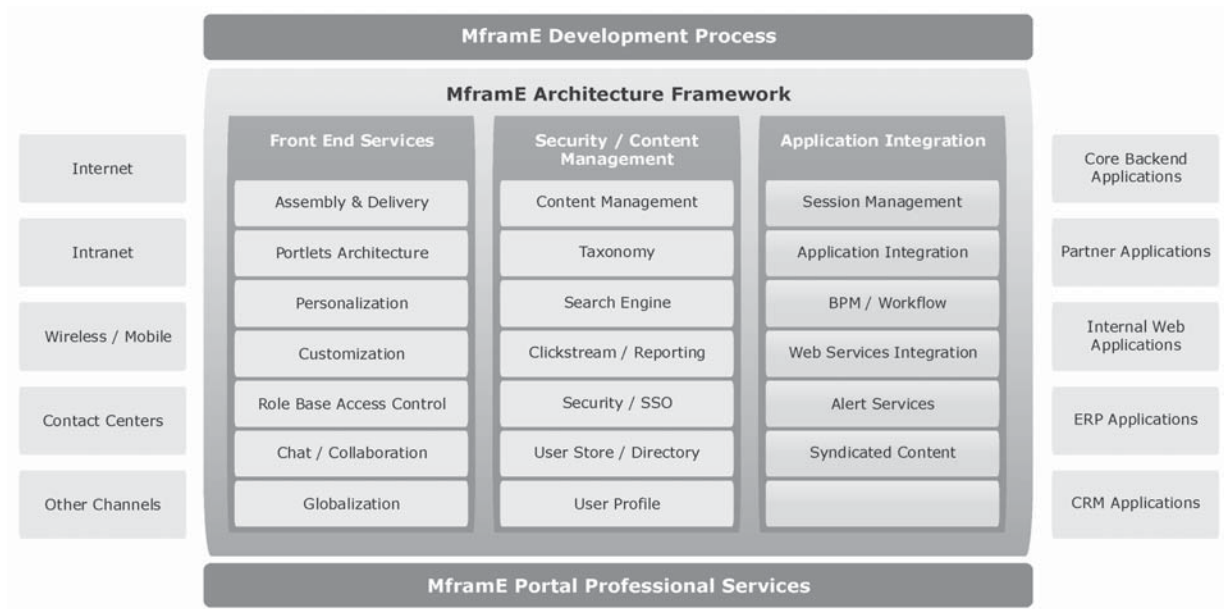 MframE Development Process
MframE Architecture Framework
Internet
Intranet
Wireless / Mobile
Contact Centers
Other Channels
Front End Services
Assembly & Delivery
Portlets Architecture
Personalization
Customization
Role Base Access Control
Chat / Collaboration
Globalization
Security / Content
Management
Content Management
Taxonomy
Search Engine
Clickstream / Reporting
Security / SSO
User Store / Directory
User Profile
Application Integration
Session Management
Application Integration
BPM / Workflow
Web Services Integration
Alert Services
Syndicated Content
Core Backend
Applications
Partner Applications
Internal Web
Applications
ERP Applications
CRM Applications
MframE Portal Professional Services